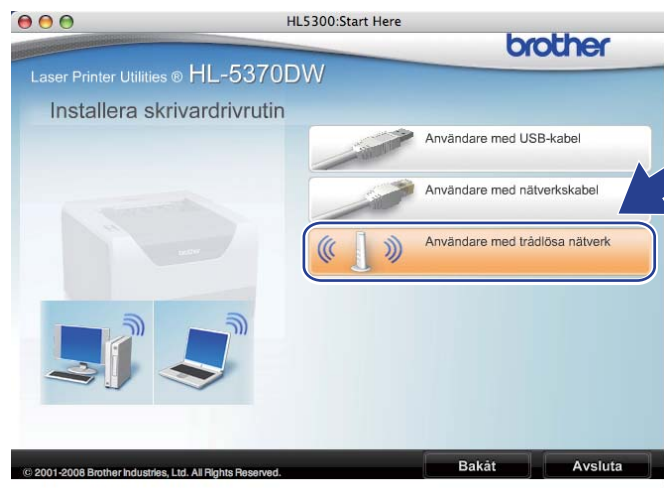 HL5300:Start Here
brother
Laser Printer Utilities ® HL-5370DW
Installera skrivardrivrutin
Användare med USB-kabel
Användare med nätverkskabel
Användare med trådlösa nätverk
© 2001-2008 Brother Industries, Ltd. All Rights Reserved.
Bakåt
Avsluta